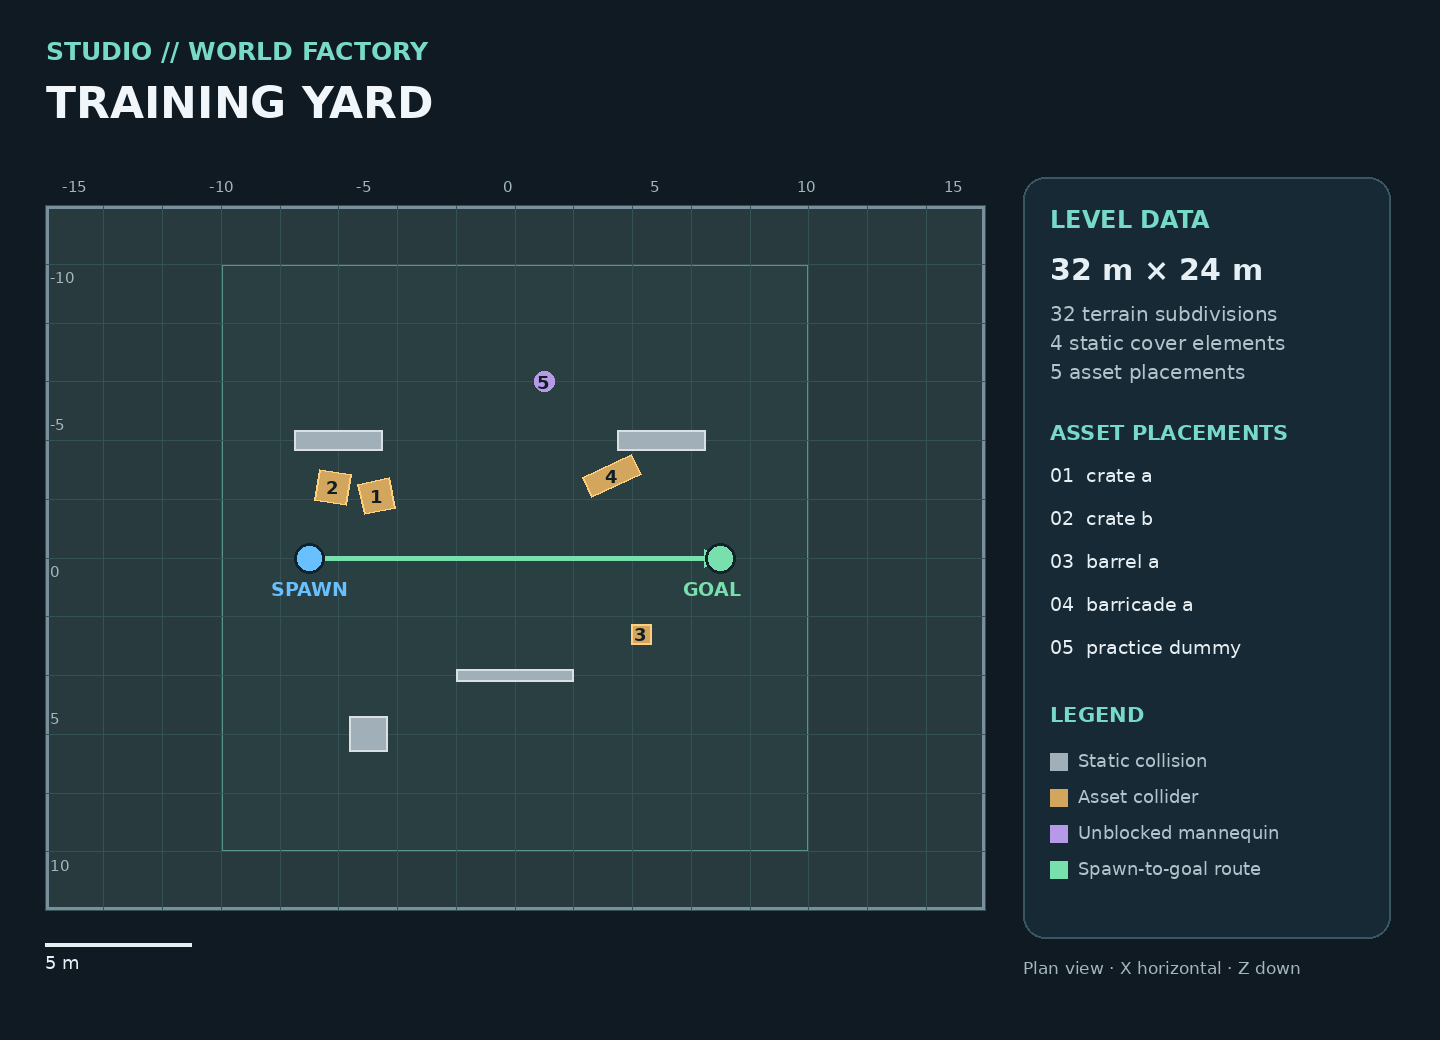 STUDIO // WORLD FACTORY
TRAINING YARD
-15 -10 -5 0 5 10 15
-10
-5
0
5
10
5
2 1
4
SPAWN GOAL
3
5 m
LEVEL DATA
32 m × 24 m
32 terrain subdivisions
4 static cover elements
5 asset placements
ASSET PLACEMENTS
01 crate a
02 crate b
03 barrel a
04 barricade a
05 practice dummy
LEGEND
Static collision
Asset collider
Unblocked mannequin
Spawn-to-goal route
Plan view · X horizontal · Z down